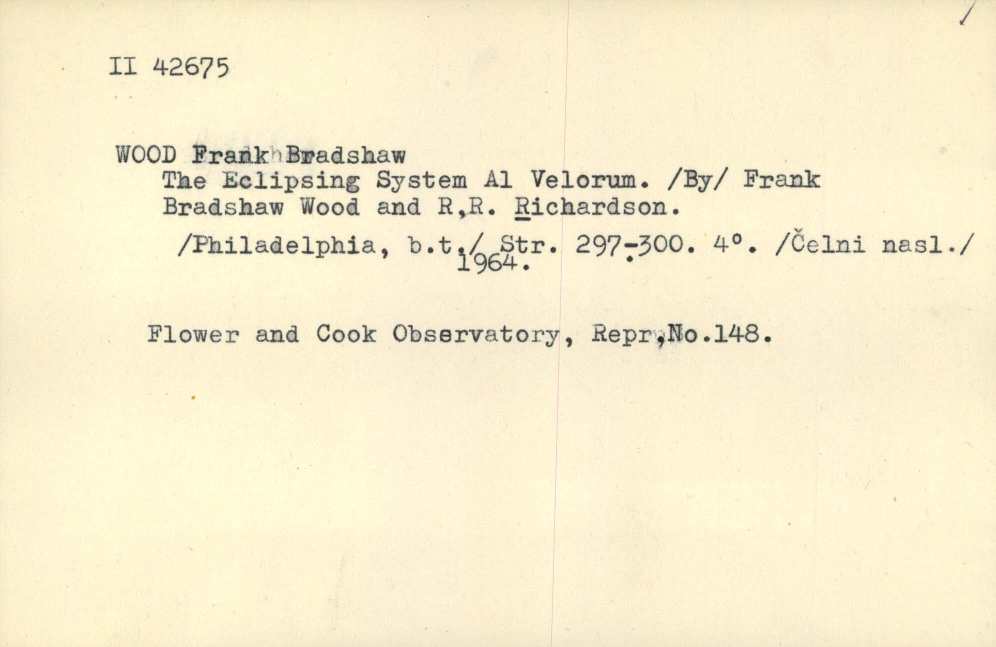 II 42675
WOOD Frank Bradshaw
The Eclipsing System Al Velorum. /By/ Frank
Bradshaw Wood and R,R. Richardson.
/Philadelphia, b.t./ Str. 297-300. 4°. /Čelni nasl./
1964.
Flower and Cook Observatory, Repr,No.148.